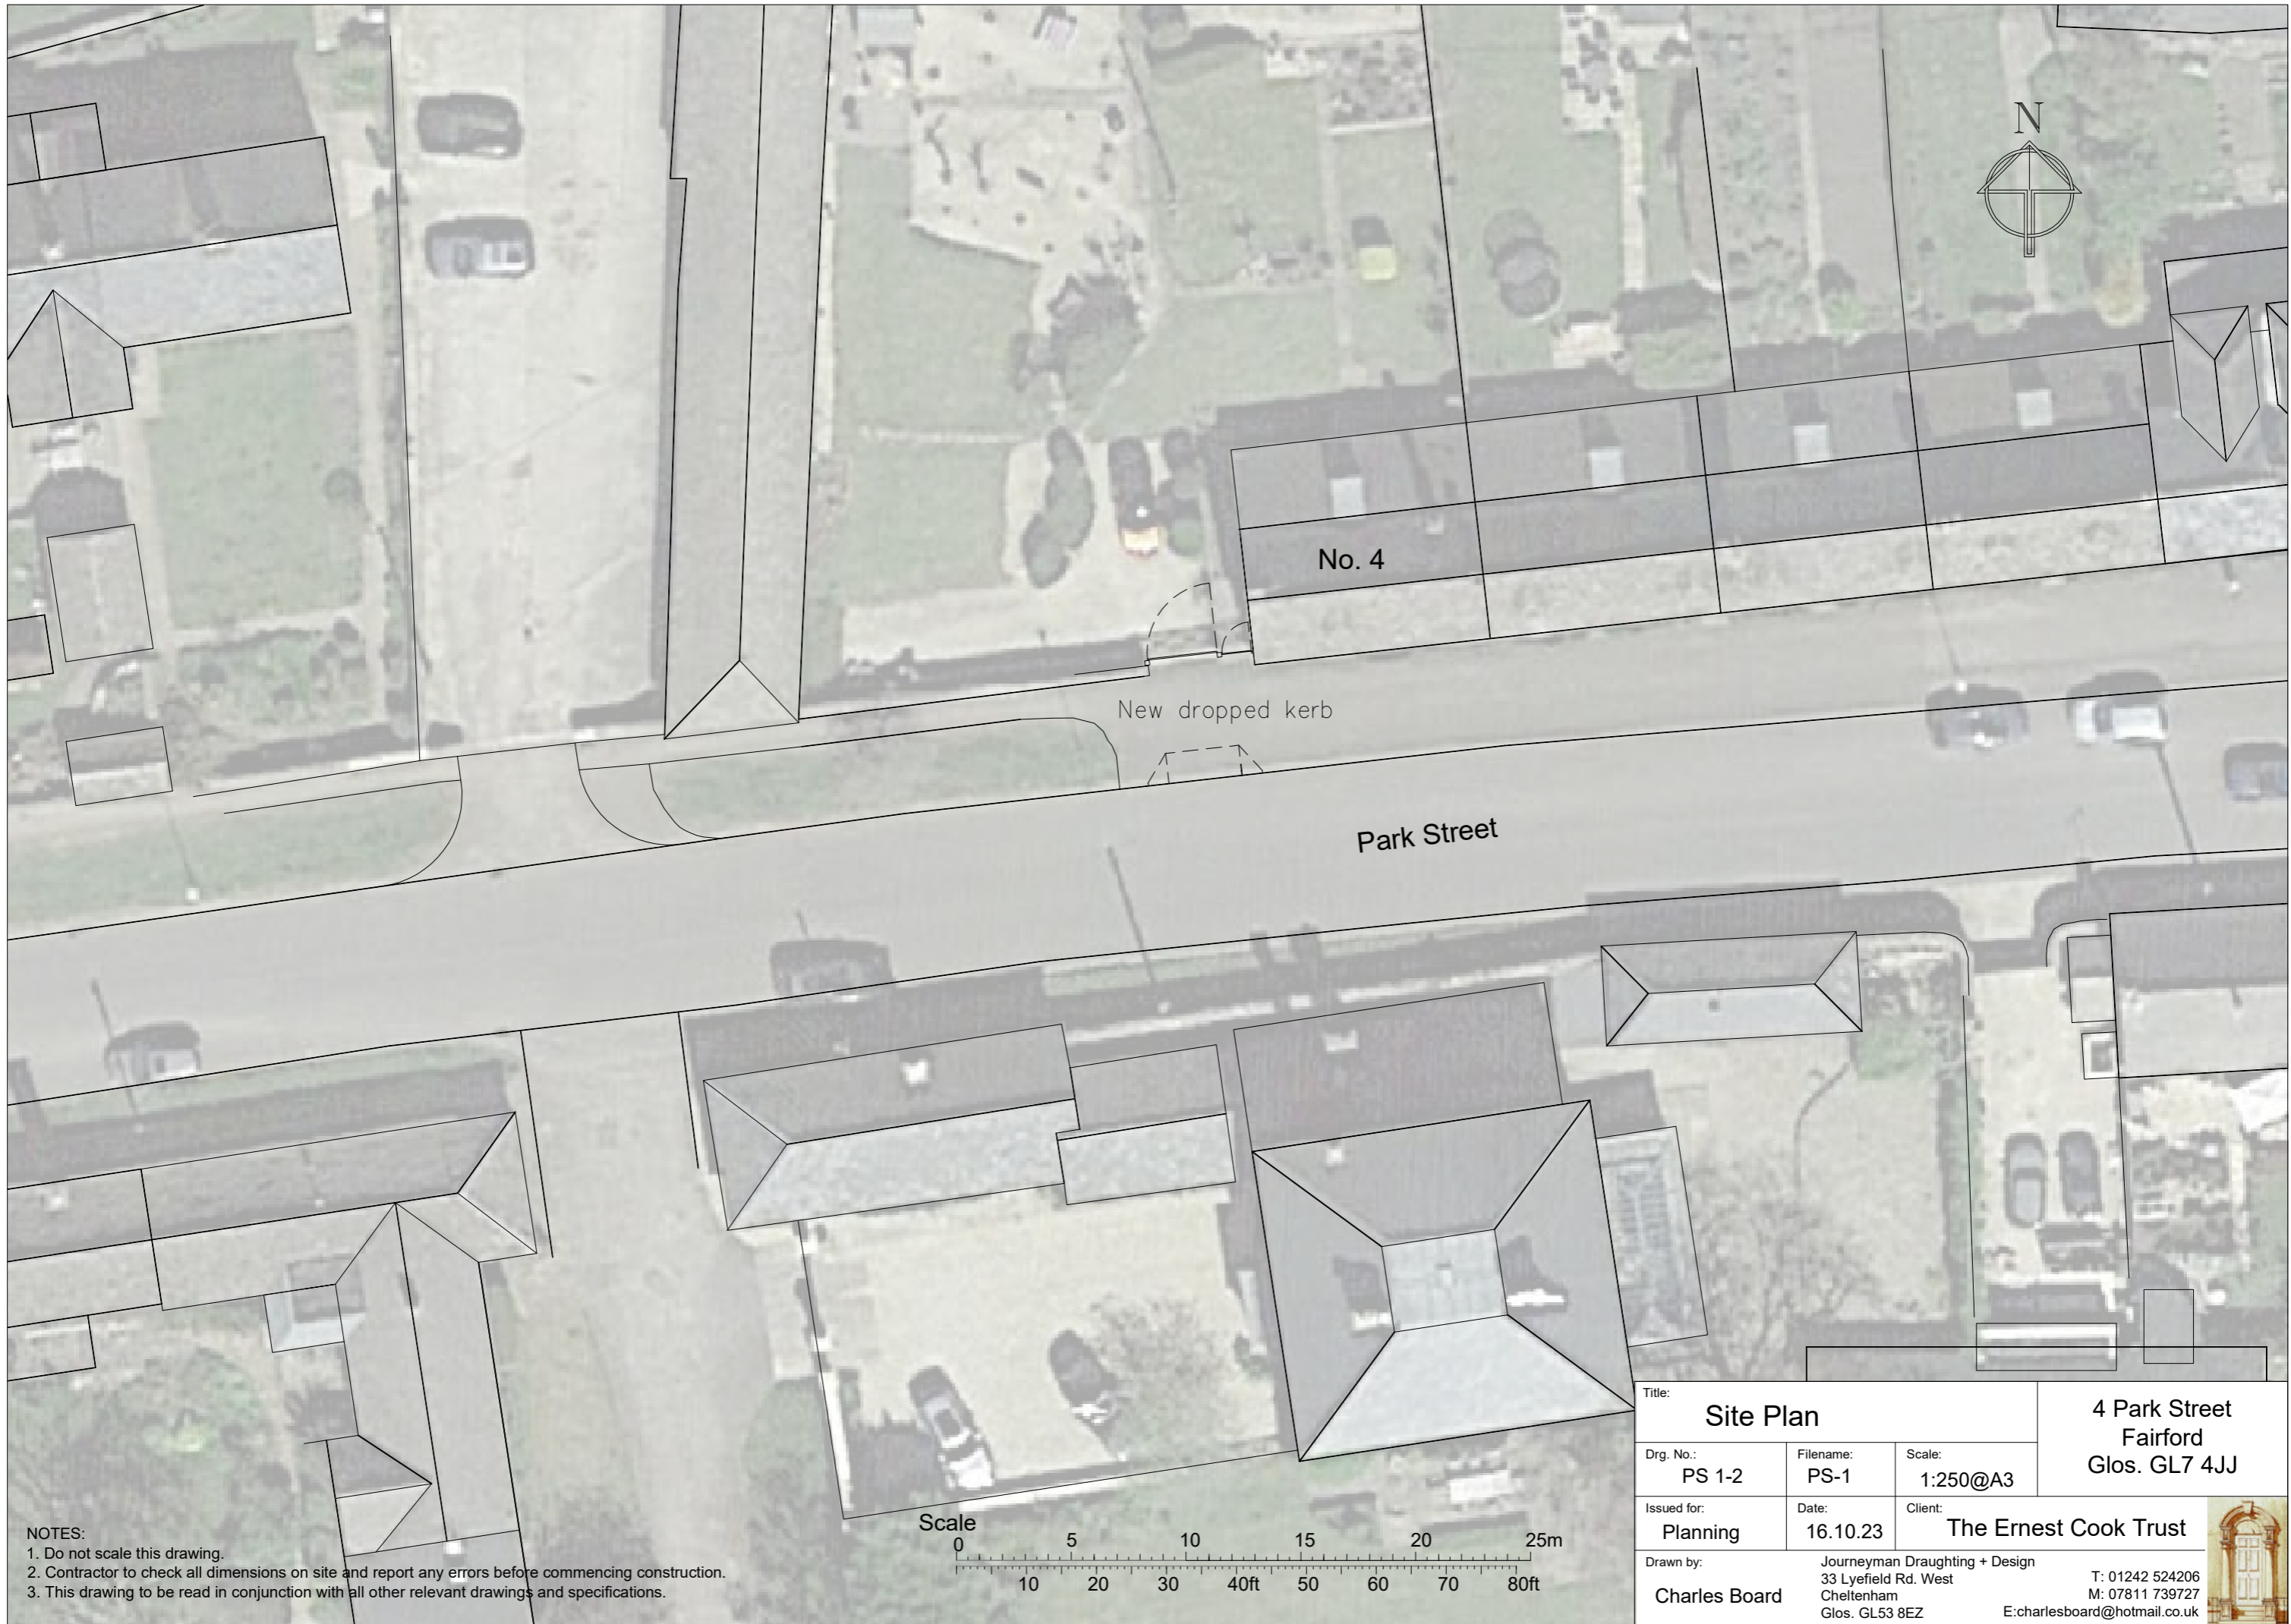 N
No. 4
New dropped kerb
Park Street
NOTES:
1. Do not scale this drawing.
2. Contractor to check all dimensions on site and report any errors before commencing construction.
3. This drawing to be read in conjunction with all other relevant drawings and specifications.
Scale
0 5 10 15 20 25m
10 20 30 40ft 50 60 70 80ft
Title:
Site Plan
4 Park Street
Fairford
Glos. GL7 4JJ
Drg. No.:
PS 1-2
Filename:
PS-1
Scale:
1:250@A3
Issued for:
Planning
Date:
16.10.23
Client:
The Ernest Cook Trust
Drawn by:
Charles Board
Journeyman Draughting + Design
33 Lyefield Rd. West
Cheltenham
Glos. GL53 8EZ
T: 01242 524206
M: 07811 739727
E:charlesboard@hotmail.co.uk